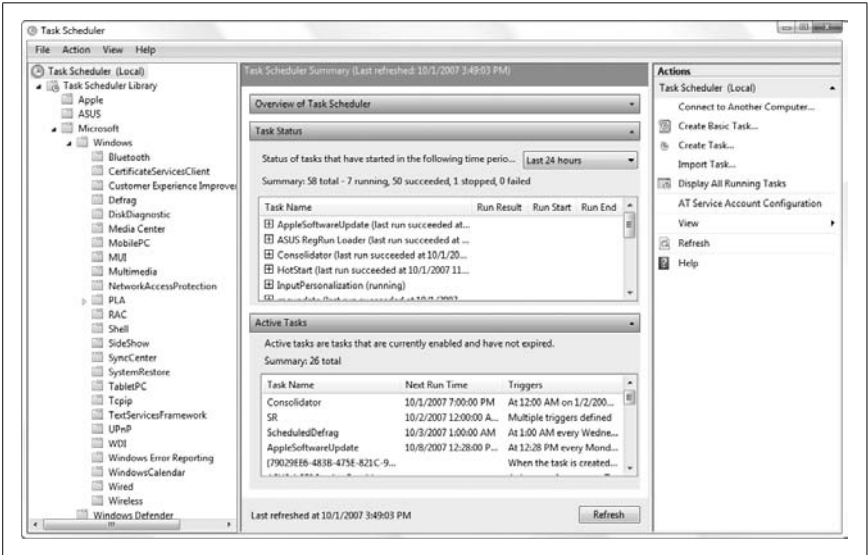 Task Scheduler
File Action View Help
Task Scheduler (Local)
Task Scheduler Library
Apple
ASUS
Microsoft
Windows
Bluetooth
CertificateServicesClient
Customer Experience Improve
Defrag
DiskDiagnostic
Media Center
MobilePC
MUI
Multimedia
NetworkAccessProtection
PLA
RAC
Shell
SideShow
SyncCenter
SystemRestore
TabletPC
Tcpip
TextServicesFramework
UPnP
WDI
Windows Error Reporting
WindowsCalendar
Wired
Wireless
Windows Defender
Task Scheduler Summary (Last refreshed: 10/1/2007 3:49:03 PM)
Overview of Task Scheduler
Task Status
Status of tasks that have started in the following time perio... Last 24 hours
Summary: 58 total - 7 running, 50 succeeded, 1 stopped, 0 failed
Task Name Run Result Run Start Run End
AppleSoftwareUpdate (last run succeeded at...
ASUS RegRun Loader (last run succeeded at ...
Consolidator (last run succeeded at 10/1/20...
HotStart (last run succeeded at 10/1/2007 11...
InputPersonalization (running)
Active Tasks
Active tasks are tasks that are currently enabled and have not expired.
Summary: 26 total
Task Name Next Run Time Triggers
Consolidator 10/1/2007 7:00:00 PM At 12:00 AM on 1/2/200...
SR 10/2/2007 12:00:00 A... Multiple triggers defined
ScheduledDefrag 10/3/2007 1:00:00 AM At 1:00 AM every Wedne...
AppleSoftwareUpdate 10/8/2007 12:28:00 P... At 12:28 PM every Mond...
{79029EE6-483B-475E-821C-9... When the task is created...
Last refreshed at 10/1/2007 3:49:03 PM Refresh
Actions
Task Scheduler (Local)
Connect to Another Computer...
Create Basic Task...
Create Task...
Import Task...
Display All Running Tasks
AT Service Account Configuration
View
Refresh
Help